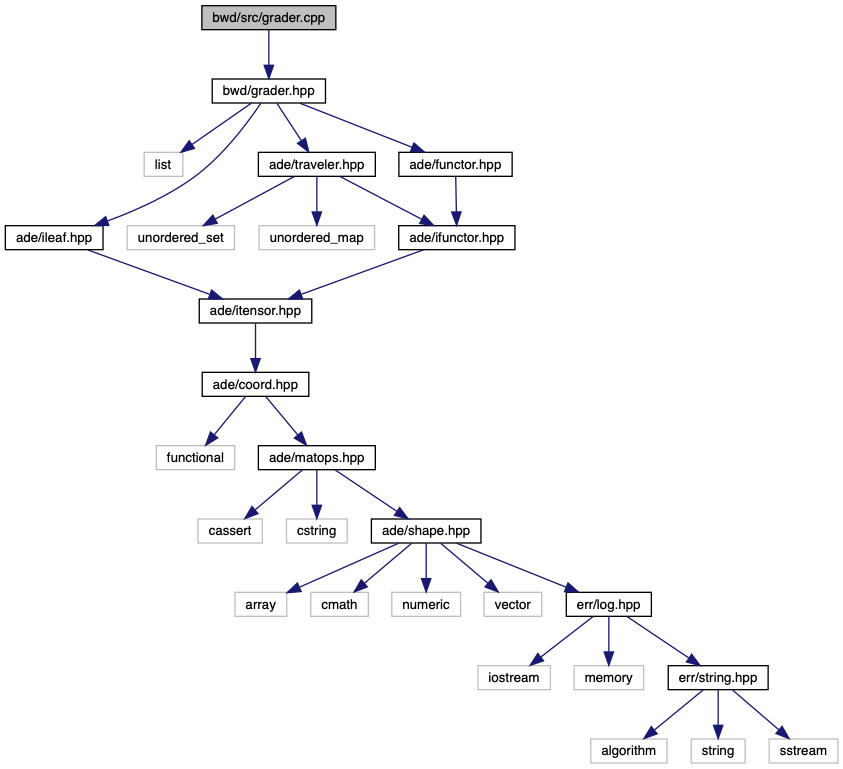 bwd/src/grader.cpp
bwd/grader.hpp
list
ade/traveler.hpp
ade/functor.hpp
ade/ileaf.hpp
unordered_set
unordered_map
ade/ifunctor.hpp
ade/itensor.hpp
ade/coord.hpp
functional
ade/matops.hpp
cassert
cstring
ade/shape.hpp
array
cmath
numeric
vector
err/log.hpp
iostream
memory
err/string.hpp
algorithm
string
sstream